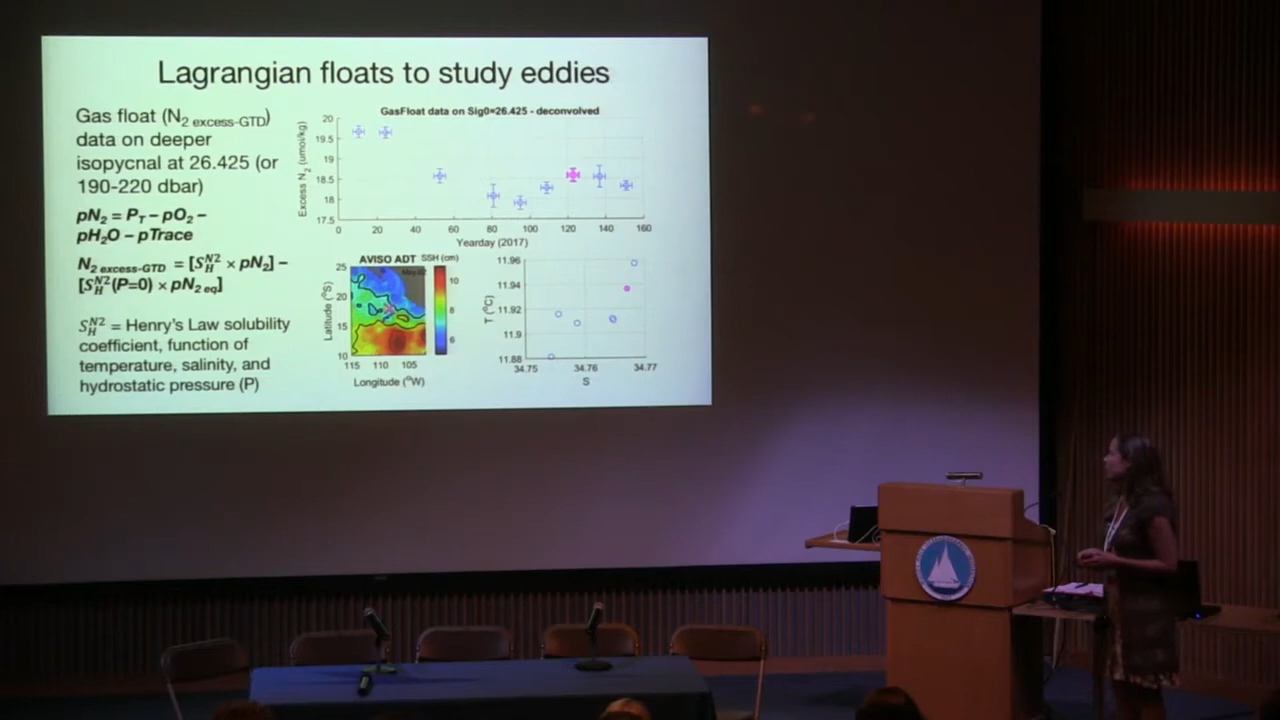 Lagrangian floats to study eddies
Gas float (N2 excess-GTD)
data on deeper
isopycnal at 26.425 (or
190-220 dbar)
pN2 = PT – pO2 –
pH2O – pTrace
N2 excess-GTD = [S_H^N2 × pN2] –
[S_H^N2(P=0) × pN2 eq]
S_H^N2 = Henry's Law solubility
coefficient, function of
temperature, salinity, and
hydrostatic pressure (P)
GasFloat data on Sig0=26.425 - deconvolved
Excess N2 (umol/kg)
20
19.5
19
18.5
18
17.5
0 20 40 60 80 100 120 140 160
Yearday (2017)
AVISO ADT SSH (cm)
Latitude (°S)
25
20
15
10
115 110 105
Longitude (°W)
10
8
6
T (°C)
11.96
11.94
11.92
11.9
11.88
34.75 34.76 34.77
S